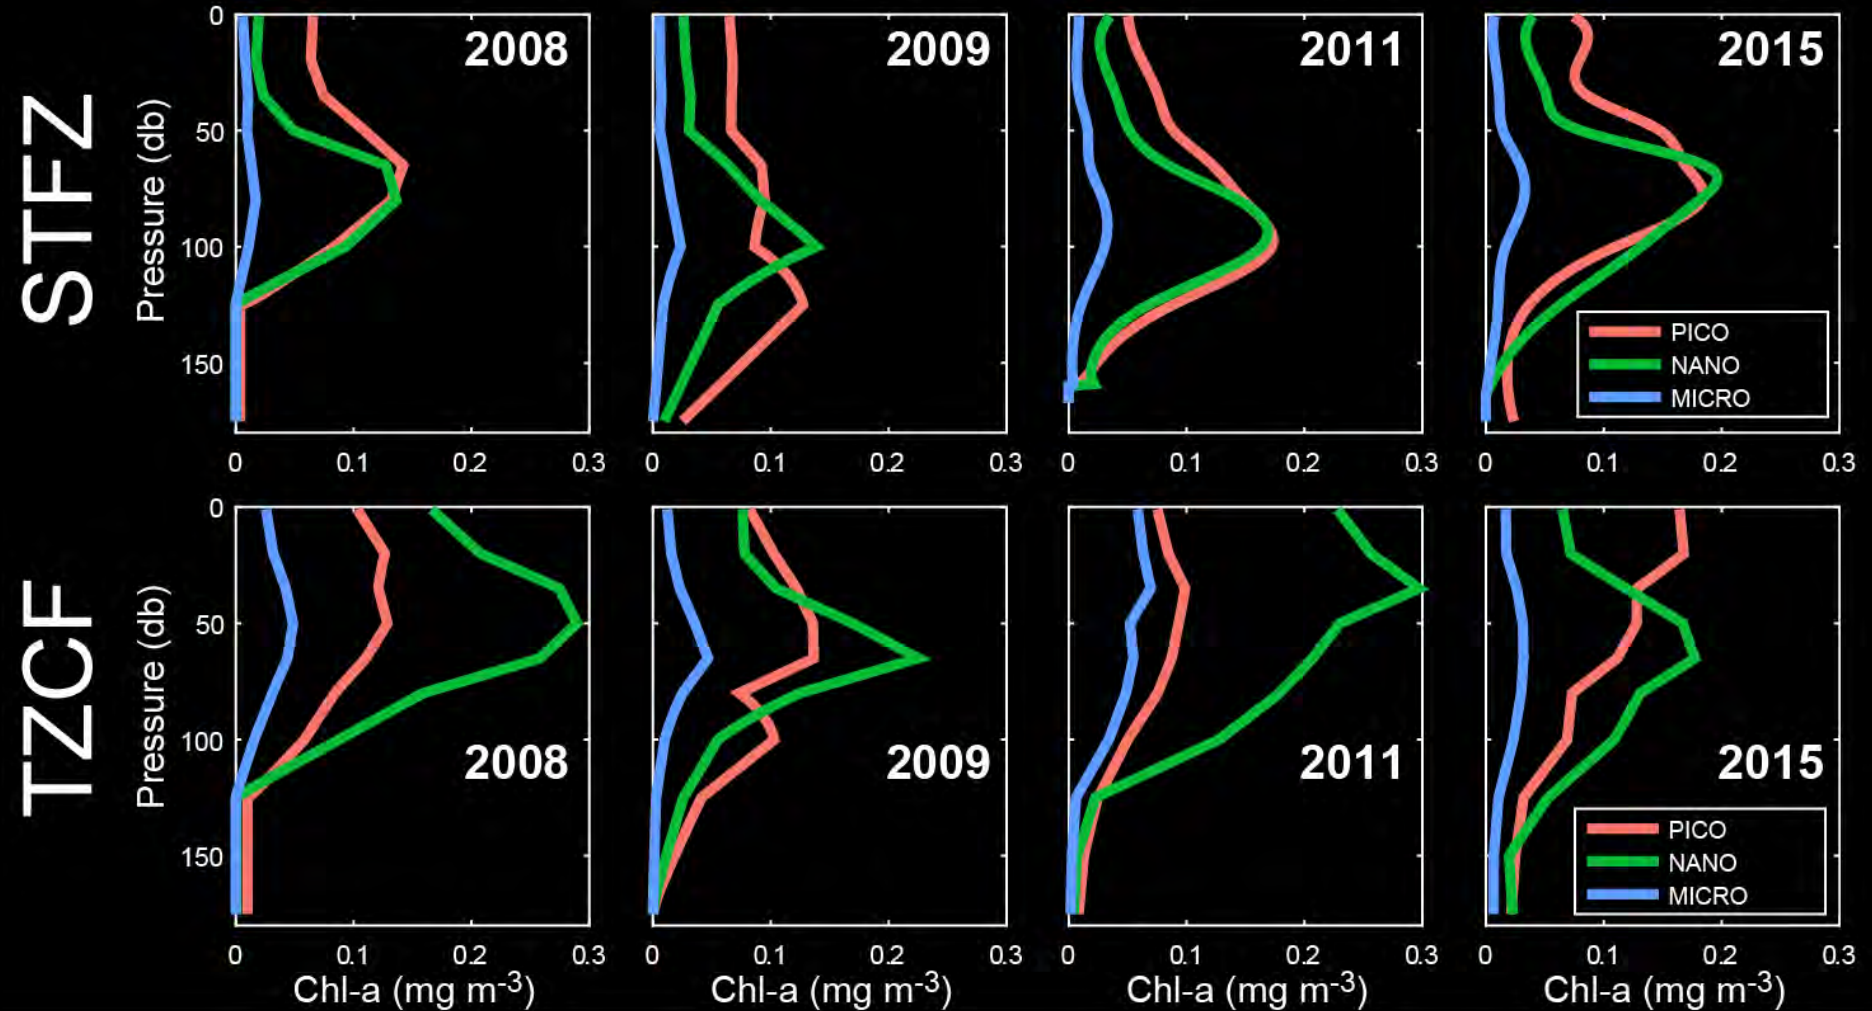 STFZ
Pressure (db)
0
50
100
150
2008
2009
2011
2015
PICO
NANO
MICRO
0 0.1 0.2 0.3
0 0.1 0.2 0.3
0 0.1 0.2 0.3
0 0.1 0.2 0.3
TZCF
Pressure (db)
0
50
100
150
2008
2009
2011
2015
PICO
NANO
MICRO
0 0.1 0.2 0.3
0 0.1 0.2 0.3
0 0.1 0.2 0.3
0 0.1 0.2 0.3
Chl-a (mg m⁻³)
Chl-a (mg m⁻³)
Chl-a (mg m⁻³)
Chl-a (mg m⁻³)